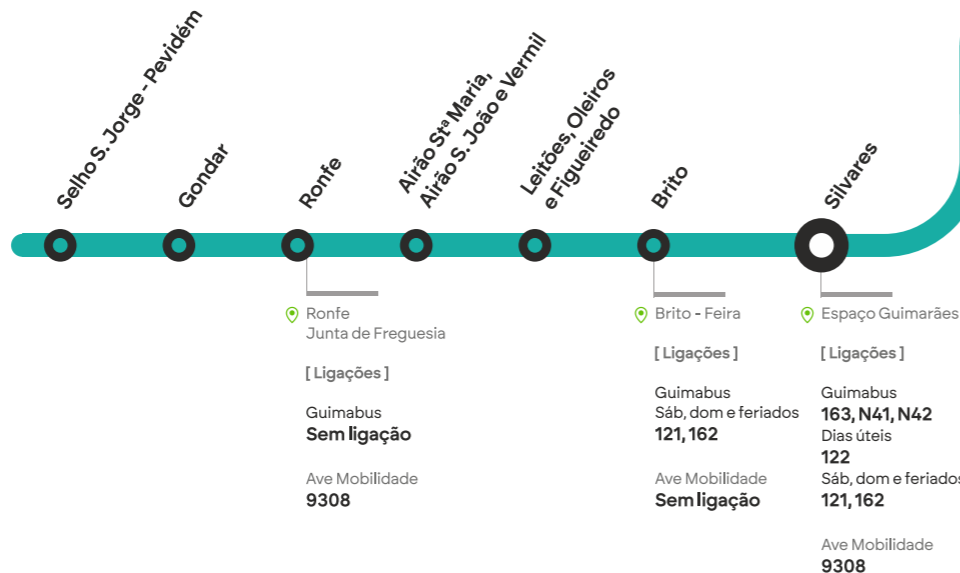 Selho S. Jorge - Pevidém
Gondar
Ronfe
Airão Stª Maria,
Airão S. João e Vermil
Leitões, Oleiros
e Figueiredo
Brito
Silvares
Ronfe
Junta de Freguesia
[ Ligações ]
Guimabus
Sem ligação
Ave Mobilidade
9308
Brito - Feira
[ Ligações ]
Guimabus
Sáb, dom e feriados
121, 162
Ave Mobilidade
Sem ligação
Espaço Guimarães
[ Ligações ]
Guimabus
163, N41, N42
Dias úteis
122
Sáb, dom e feriados
121, 162
Ave Mobilidade
9308